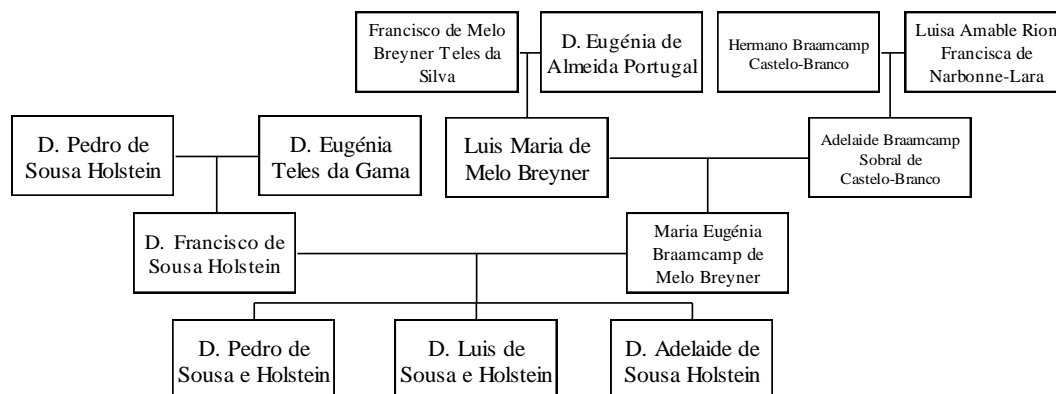 Francisco de Melo
Breyner Teles da
Silva
D. Eugénia de
Almeida Portugal
Hermano Braamcamp
Castelo-Branco
Luisa Amable Rion
Francisca de
Narbonne-Lara
D. Pedro de
Sousa Holstein
D. Eugénia
Teles da Gama
Luis Maria de
Melo Breyner
Adelaide Braamcamp
Sobral de
Castelo-Branco
D. Francisco de
Sousa Holstein
Maria Eugénia
Braamcamp de
Melo Breyner
D. Pedro de
Sousa e Holstein
D. Luis de
Sousa e Holstein
D. Adelaide de
Sousa Holstein